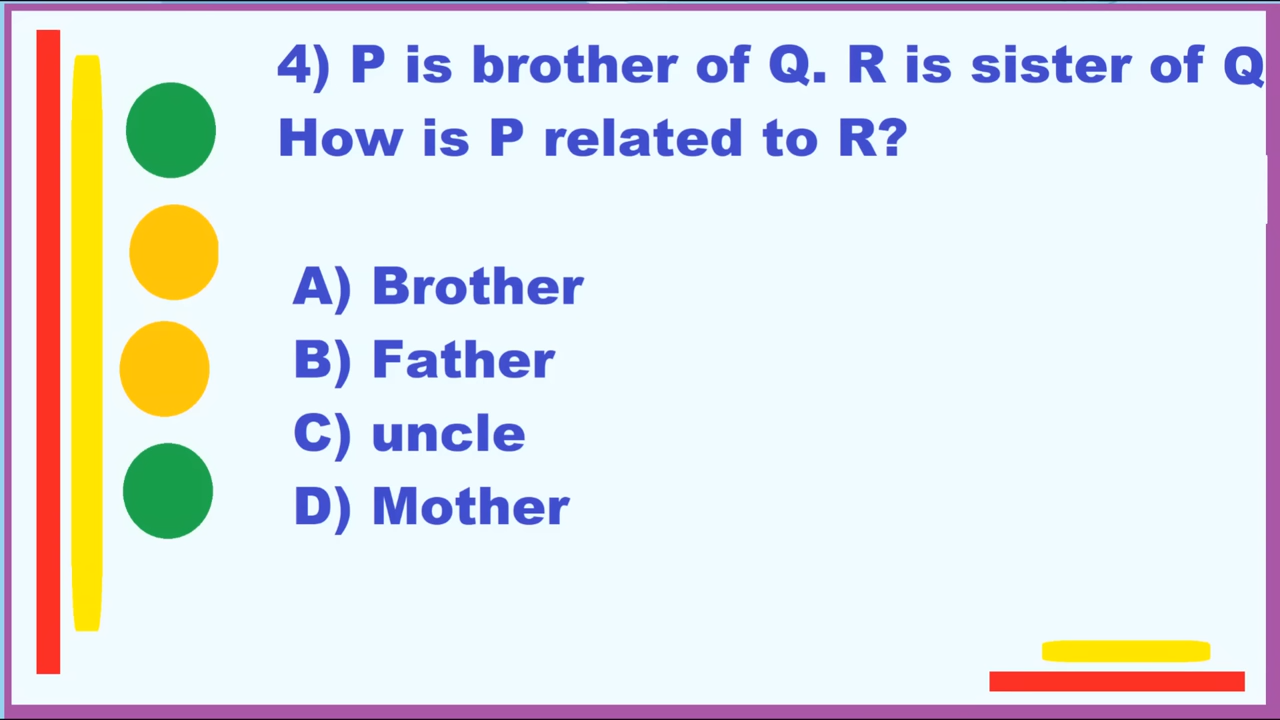 4) P is brother of Q. R is sister of Q
How is P related to R?
A) Brother
B) Father
C) uncle
D) Mother